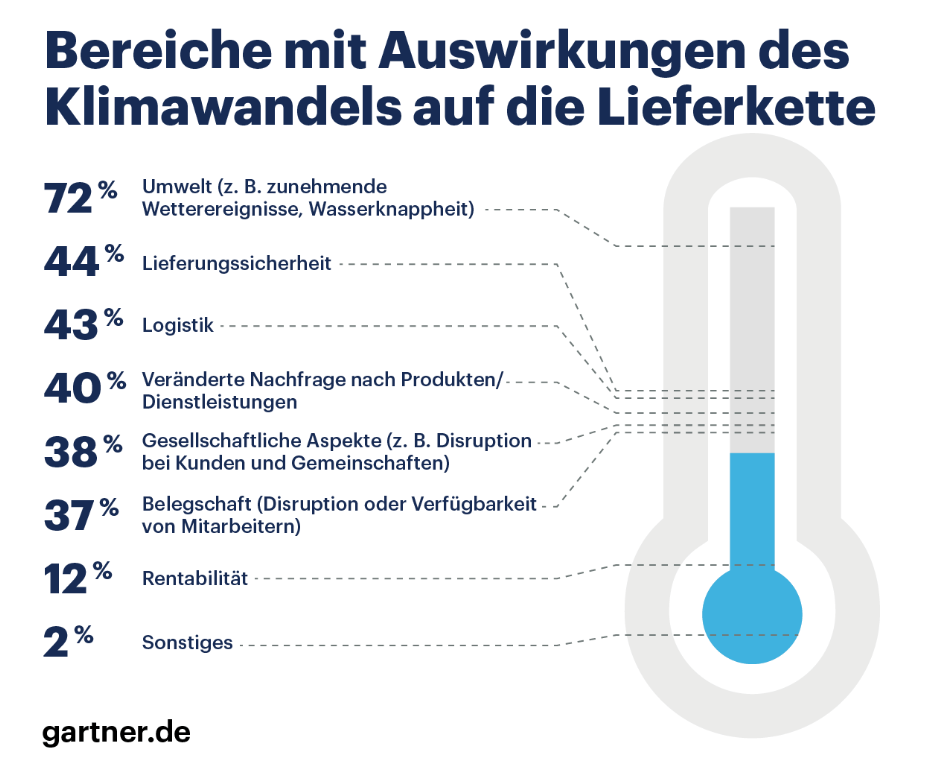 Bereiche mit Auswirkungen des
Klimawandels auf die Lieferkette
72 % Umwelt (z. B. zunehmende
Wetterereignisse, Wasserknappheit)
44 % Lieferungssicherheit
43 % Logistik
40 % Veränderte Nachfrage nach Produkten/
Dienstleistungen
38 % Gesellschaftliche Aspekte (z. B. Disruption
bei Kunden und Gemeinschaften)
37 % Belegschaft (Disruption oder Verfügbarkeit
von Mitarbeitern)
12 % Rentabilität
2 % Sonstiges
gartner.de